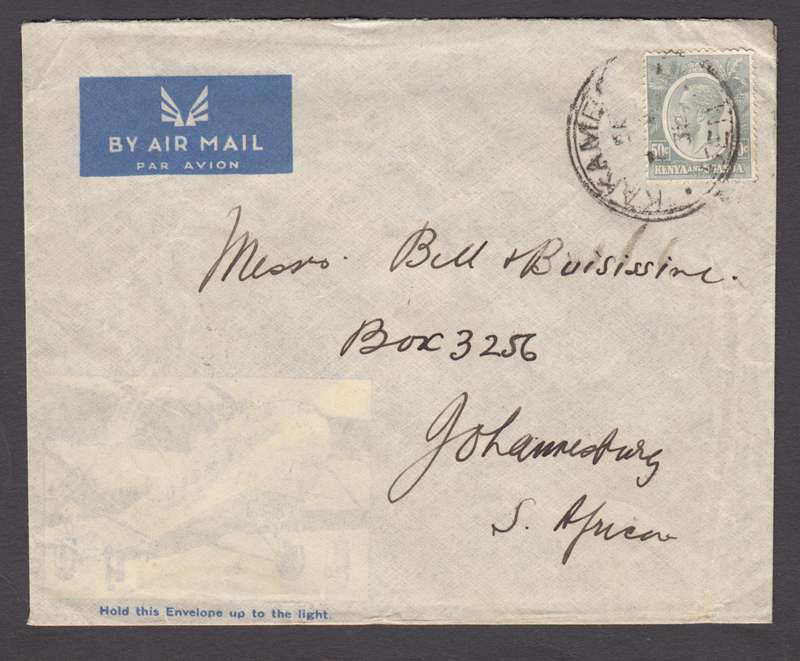 BY AIR MAIL
PAR AVION
50c
KENYA AND UGANDA
Messrs. Bell & Buisissine.
Box 3256
Johannesburg
S. Africa
Hold this Envelope up to the light.